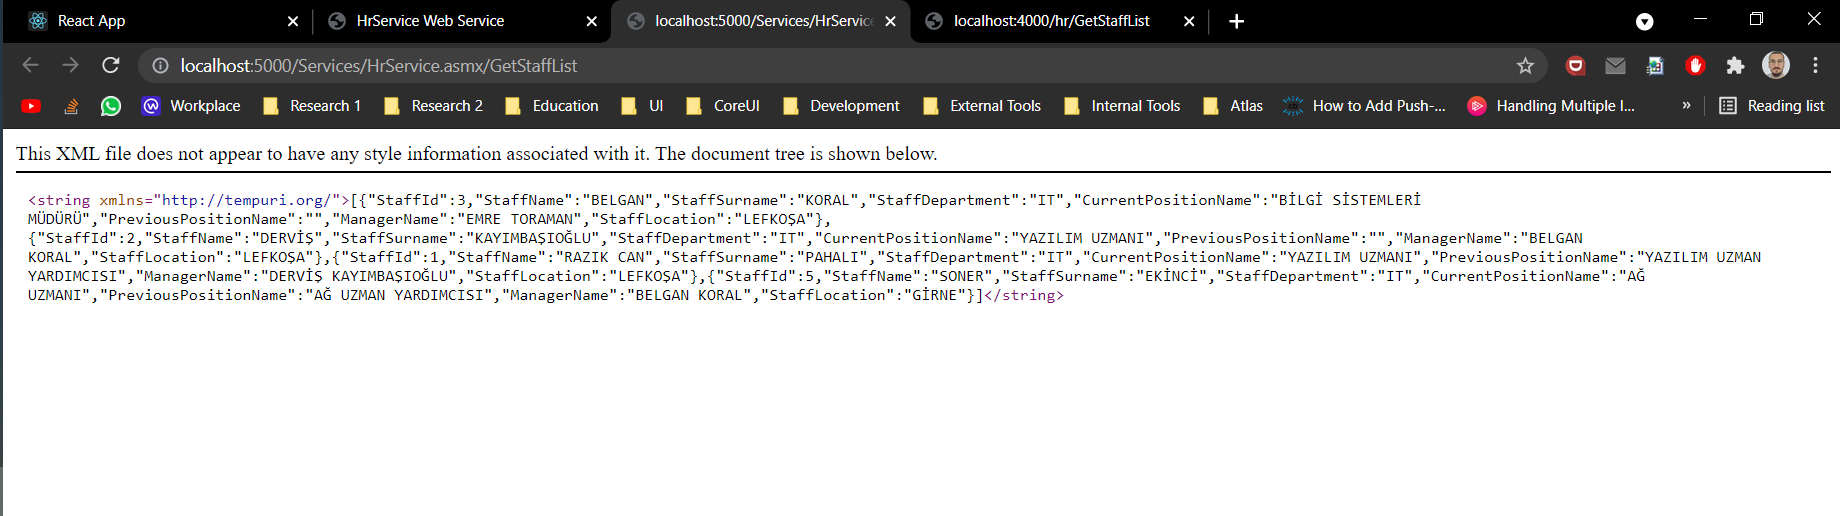 React App
HrService Web Service
localhost:5000/Services/HrService
localhost:4000/hr/GetStaffList
localhost:5000/Services/HrService.asmx/GetStaffList
Workplace Research 1 Research 2 Education UI CoreUI Development External Tools Internal Tools Atlas How to Add Push-... Handling Multiple I... » Reading list
This XML file does not appear to have any style information associated with it. The document tree is shown below.
<string xmlns="http://tempuri.org/">[{"StaffId":3,"StaffName":"BELGAN","StaffSurname":"KORAL","StaffDepartment":"IT","CurrentPositionName":"BİLGİ SİSTEMLERİ
MÜDÜRÜ","PreviousPositionName":"","ManagerName":"EMRE TORAMAN","StaffLocation":"LEFKOŞA"},
{"StaffId":2,"StaffName":"DERVİŞ","StaffSurname":"KAYIMBAŞIOĞLU","StaffDepartment":"IT","CurrentPositionName":"YAZILIM UZMANI","PreviousPositionName":"","ManagerName":"BELGAN
KORAL","StaffLocation":"LEFKOŞA"},{"StaffId":1,"StaffName":"RAZIK CAN","StaffSurname":"PAHALI","StaffDepartment":"IT","CurrentPositionName":"YAZILIM UZMANI","PreviousPositionName":"YAZILIM UZMAN
YARDIMCISI","ManagerName":"DERVİŞ KAYIMBAŞIOĞLU","StaffLocation":"LEFKOŞA"},{"StaffId":5,"StaffName":"SONER","StaffSurname":"EKİNCİ","StaffDepartment":"IT","CurrentPositionName":"AĞ
UZMANI","PreviousPositionName":"AĞ UZMAN YARDIMCISI","ManagerName":"BELGAN KORAL","StaffLocation":"GİRNE"}]</string>